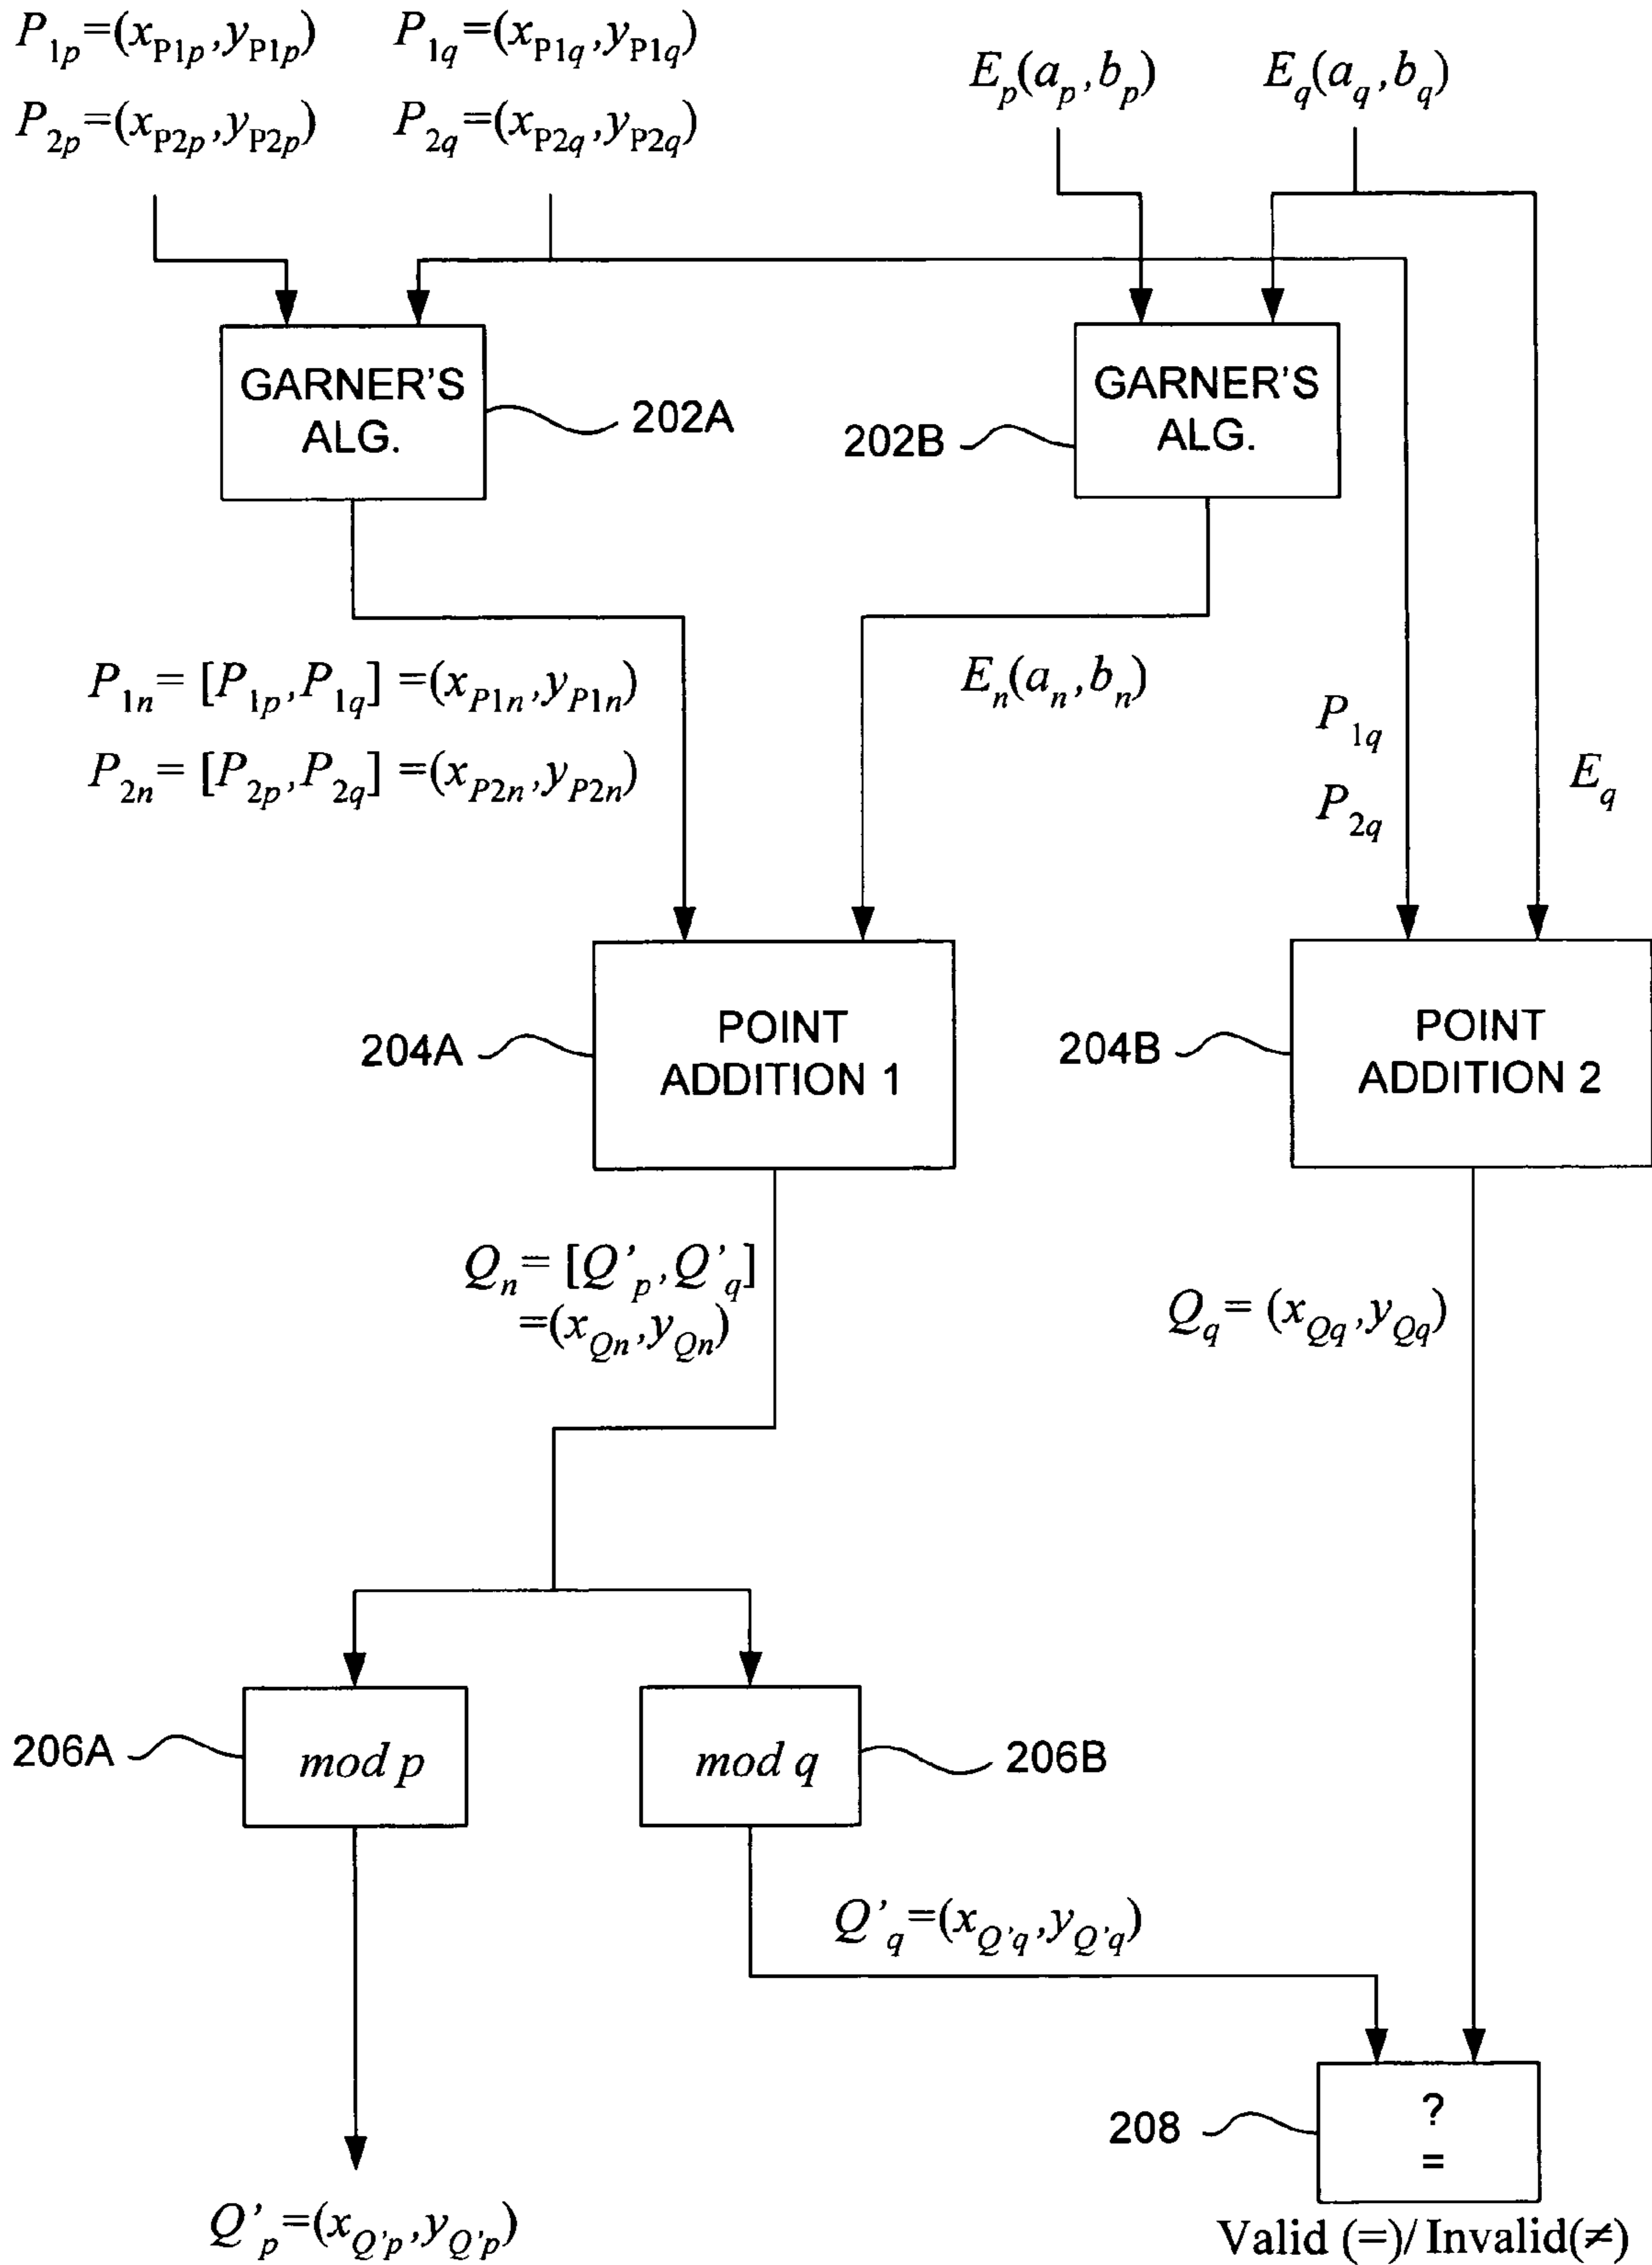 P1p=(xP1p,yP1p)
P2p=(xP2p,yP2p)
P1q=(xP1q,yP1q)
P2q=(xP2q,yP2q)
Ep(ap,bp)
Eq(aq,bq)
GARNER'S
ALG.
202A
202B
GARNER'S
ALG.
P1n= [P1p,P1q] =(xP1n,yP1n)
P2n= [P2p,P2q] =(xP2n,yP2n)
En(an,bn)
P1q
P2q
Eq
204A
POINT
ADDITION 1
204B
POINT
ADDITION 2
Qn= [Q’p,Q’q]
=(xQn,yQn)
Qq= (xQq,yQq)
206A
mod p
mod q
206B
Q’q=(xQ’q,yQ’q)
208
?
=
Q’p=(xQ’p,yQ’p)
Valid (=)/ Invalid(≠)